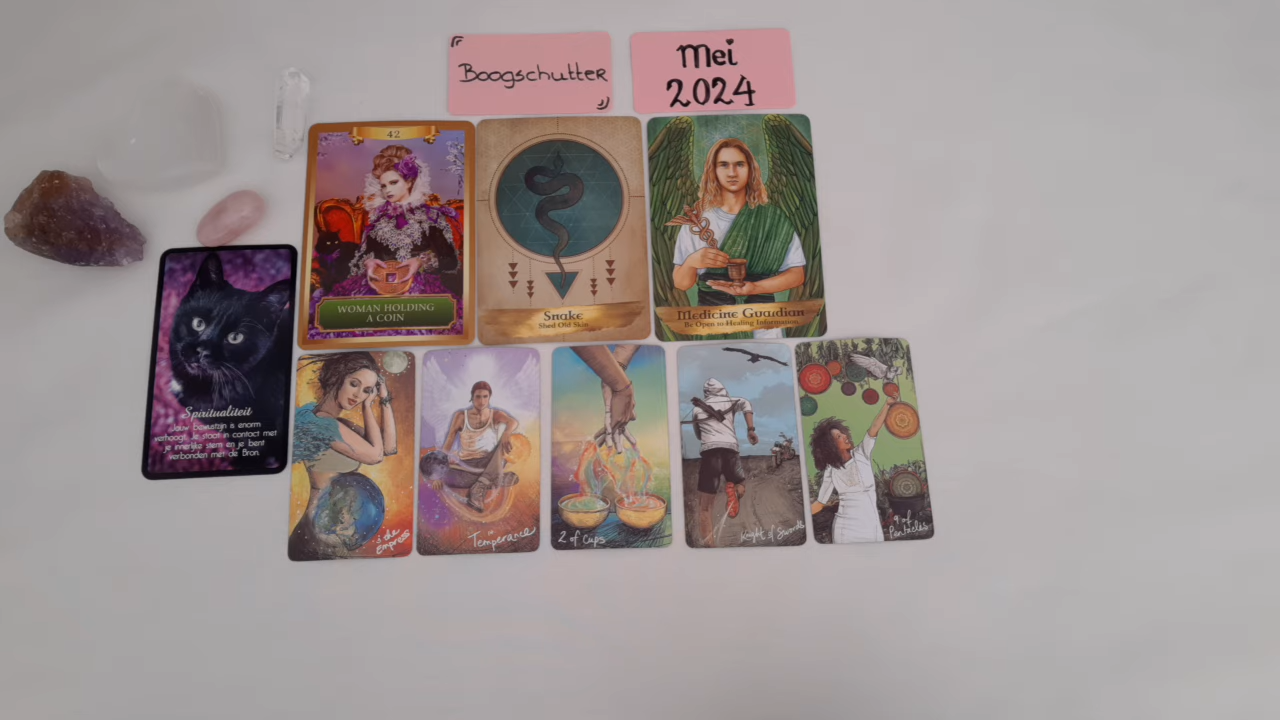 Boogschutter
Mei
2024
42
WOMAN HOLDING
A COIN
Snake
Shed Old Skin
Medicine Guardian
Be Open to Healing Information
Spiritualiteit
Jouw bewustzijn is enorm
verhoogd. Je staat in contact met
je innerlijke stem en je bent
verbonden met de Bron.
3 the
Empress
Temperance
2 of Cups
Knight of Swords
9 of
Pentacles